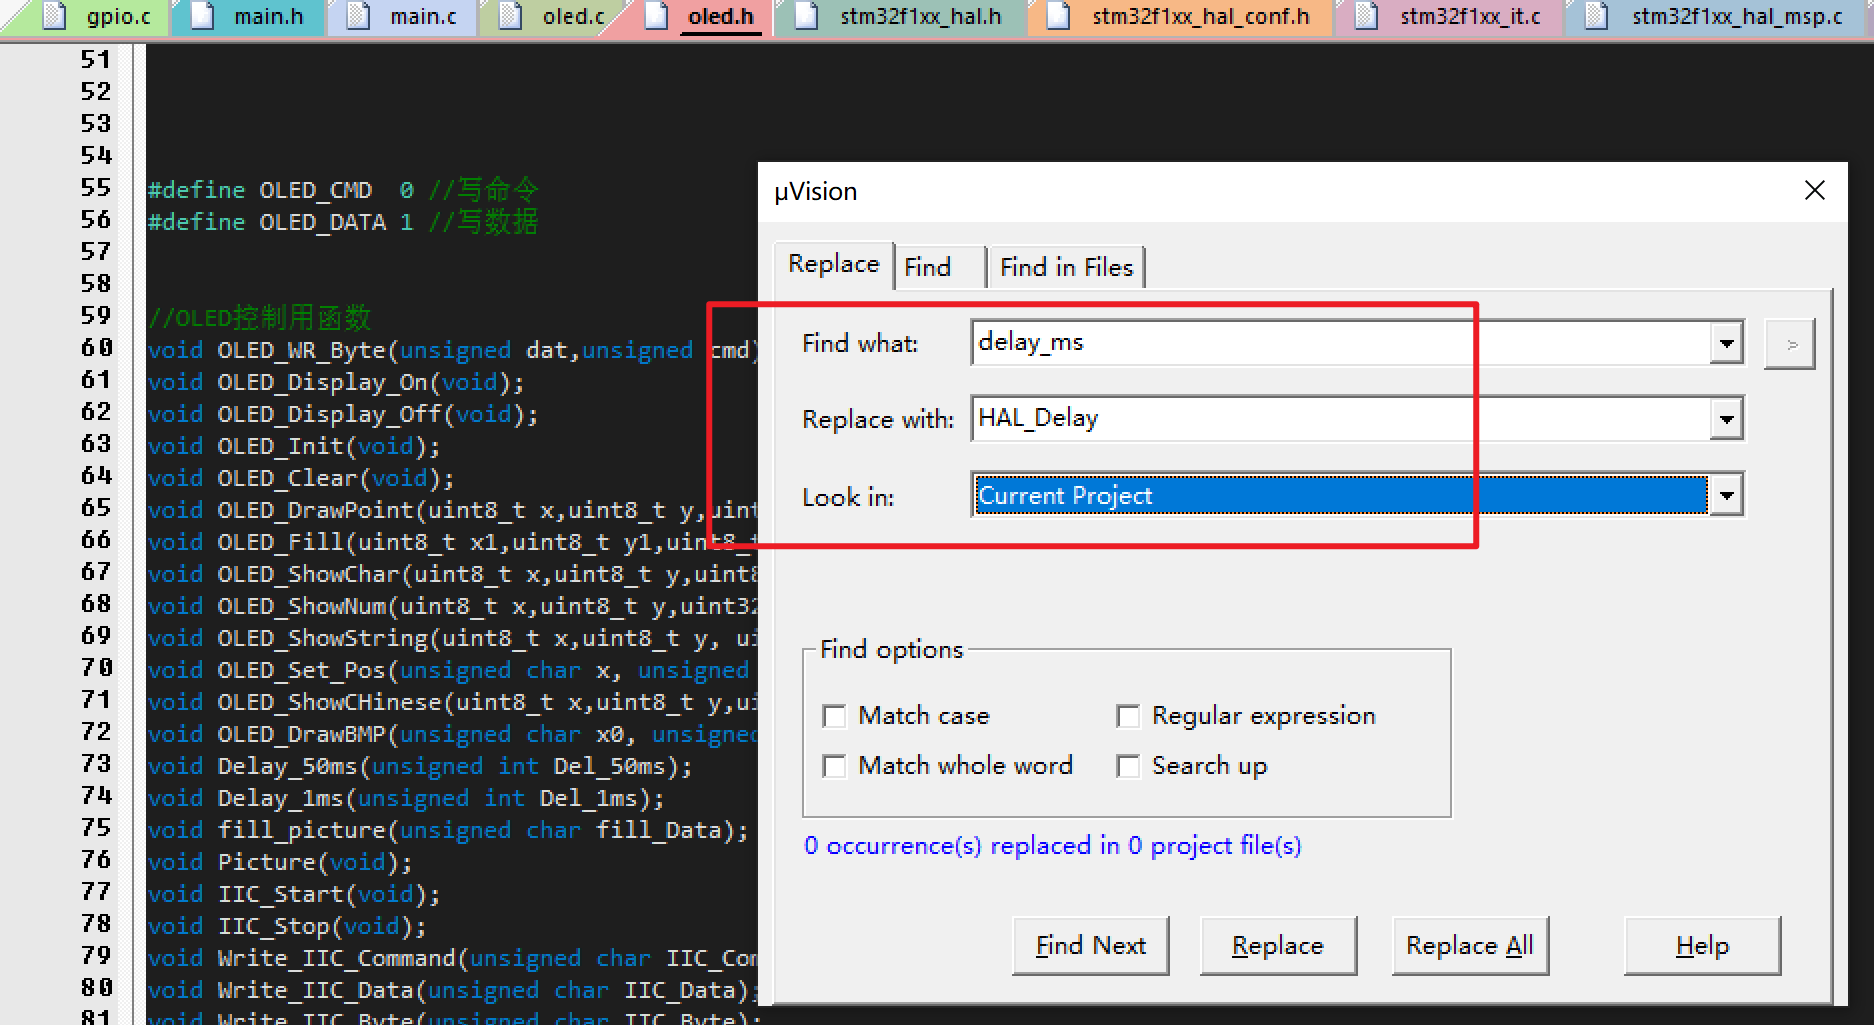 gpio.c main.h main.c oled.c oled.h stm32f1xx_hal.h stm32f1xx_hal_conf.h stm32f1xx_it.c stm32f1xx_hal_msp.c
51
52
53
54
55 #define OLED_CMD  0 //写命令
56 #define OLED_DATA 1 //写数据
57
58
59 //OLED控制用函数
60 void OLED_WR_Byte(unsigned dat,unsigned cmd)
61 void OLED_Display_On(void);
62 void OLED_Display_Off(void);
63 void OLED_Init(void);
64 void OLED_Clear(void);
65 void OLED_DrawPoint(uint8_t x,uint8_t y,uint
66 void OLED_Fill(uint8_t x1,uint8_t y1,uint8_t
67 void OLED_ShowChar(uint8_t x,uint8_t y,uint8
68 void OLED_ShowNum(uint8_t x,uint8_t y,uint32
69 void OLED_ShowString(uint8_t x,uint8_t y, ui
70 void OLED_Set_Pos(unsigned char x, unsigned
71 void OLED_ShowCHinese(uint8_t x,uint8_t y,ui
72 void OLED_DrawBMP(unsigned char x0, unsigned
73 void Delay_50ms(unsigned int Del_50ms);
74 void Delay_1ms(unsigned int Del_1ms);
75 void fill_picture(unsigned char fill_Data);
76 void Picture(void);
77 void IIC_Start(void);
78 void IIC_Stop(void);
79 void Write_IIC_Command(unsigned char IIC_Com
80 void Write_IIC_Data(unsigned char IIC_Data);
81 void Write_IIC_Byte(unsigned char IIC_Byte);
µVision
Replace Find Find in Files
Find what: delay_ms >
Replace with: HAL_Delay
Look in: Current Project
Find options
Match case Regular expression
Match whole word Search up
0 occurrence(s) replaced in 0 project file(s)
Find Next Replace Replace All Help